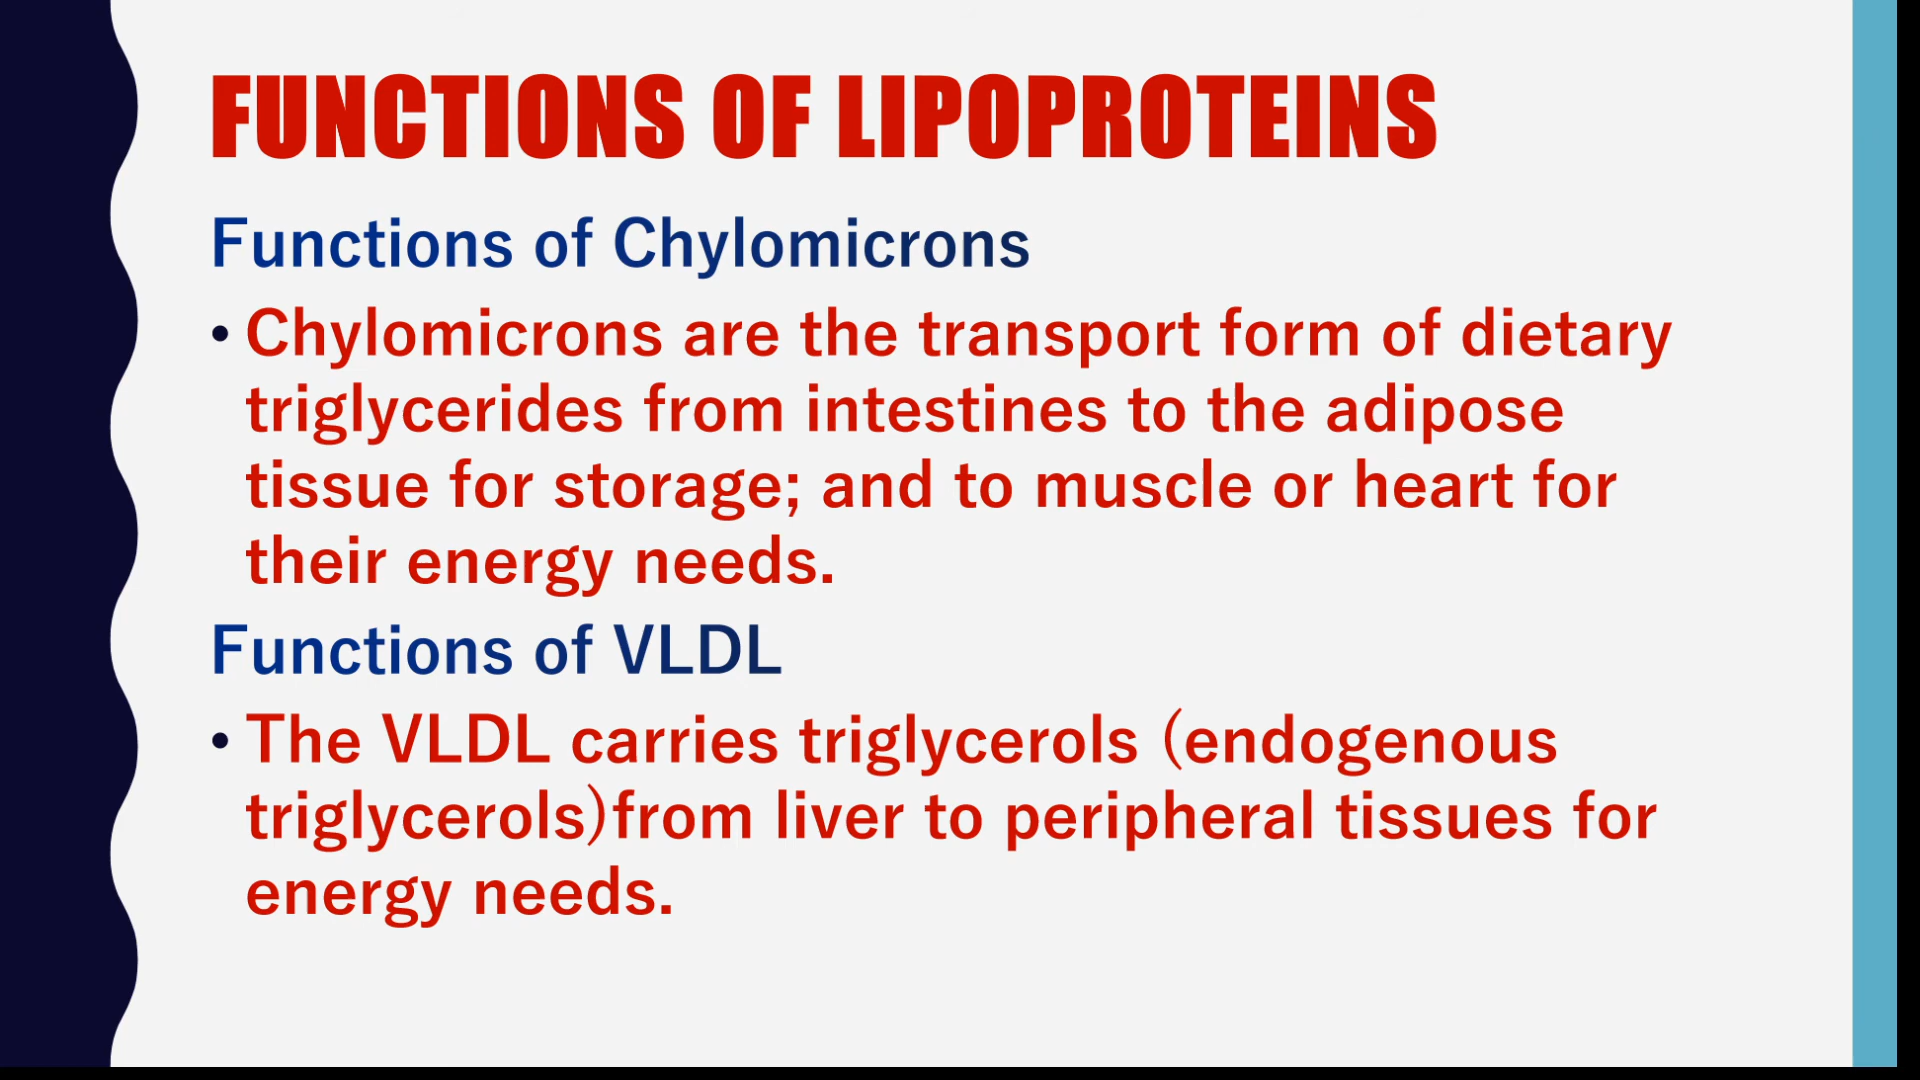 FUNCTIONS OF LIPOPROTEINS
Functions of Chylomicrons
• Chylomicrons are the transport form of dietary
triglycerides from intestines to the adipose
tissue for storage; and to muscle or heart for
their energy needs.
Functions of VLDL
• The VLDL carries triglycerols (endogenous
triglycerols)from liver to peripheral tissues for
energy needs.